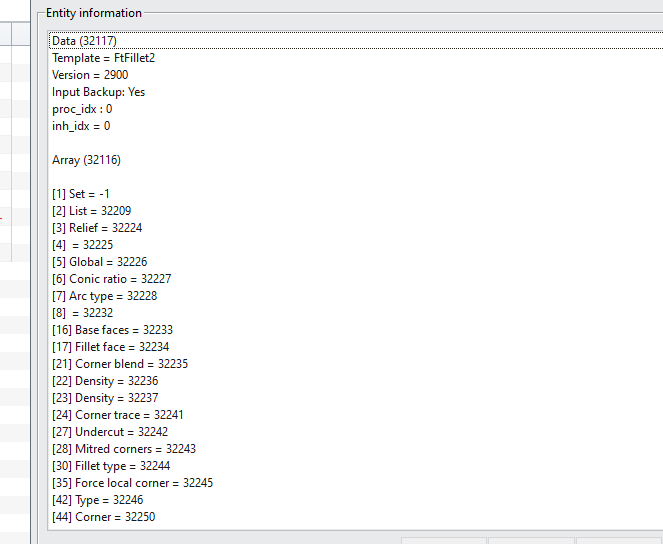 Entity information
Data (32117)
Template = FtFillet2
Version = 2900
Input Backup: Yes
proc_idx : 0
inh_idx = 0
Array (32116)
[1] Set = -1
[2] List = 32209
[3] Relief = 32224
[4]  = 32225
[5] Global = 32226
[6] Conic ratio = 32227
[7] Arc type = 32228
[8]  = 32232
[16] Base faces = 32233
[17] Fillet face = 32234
[21] Corner blend = 32235
[22] Density = 32236
[23] Density = 32237
[24] Corner trace = 32241
[27] Undercut = 32242
[28] Mitred corners = 32243
[30] Fillet type = 32244
[35] Force local corner = 32245
[42] Type = 32246
[44] Corner = 32250